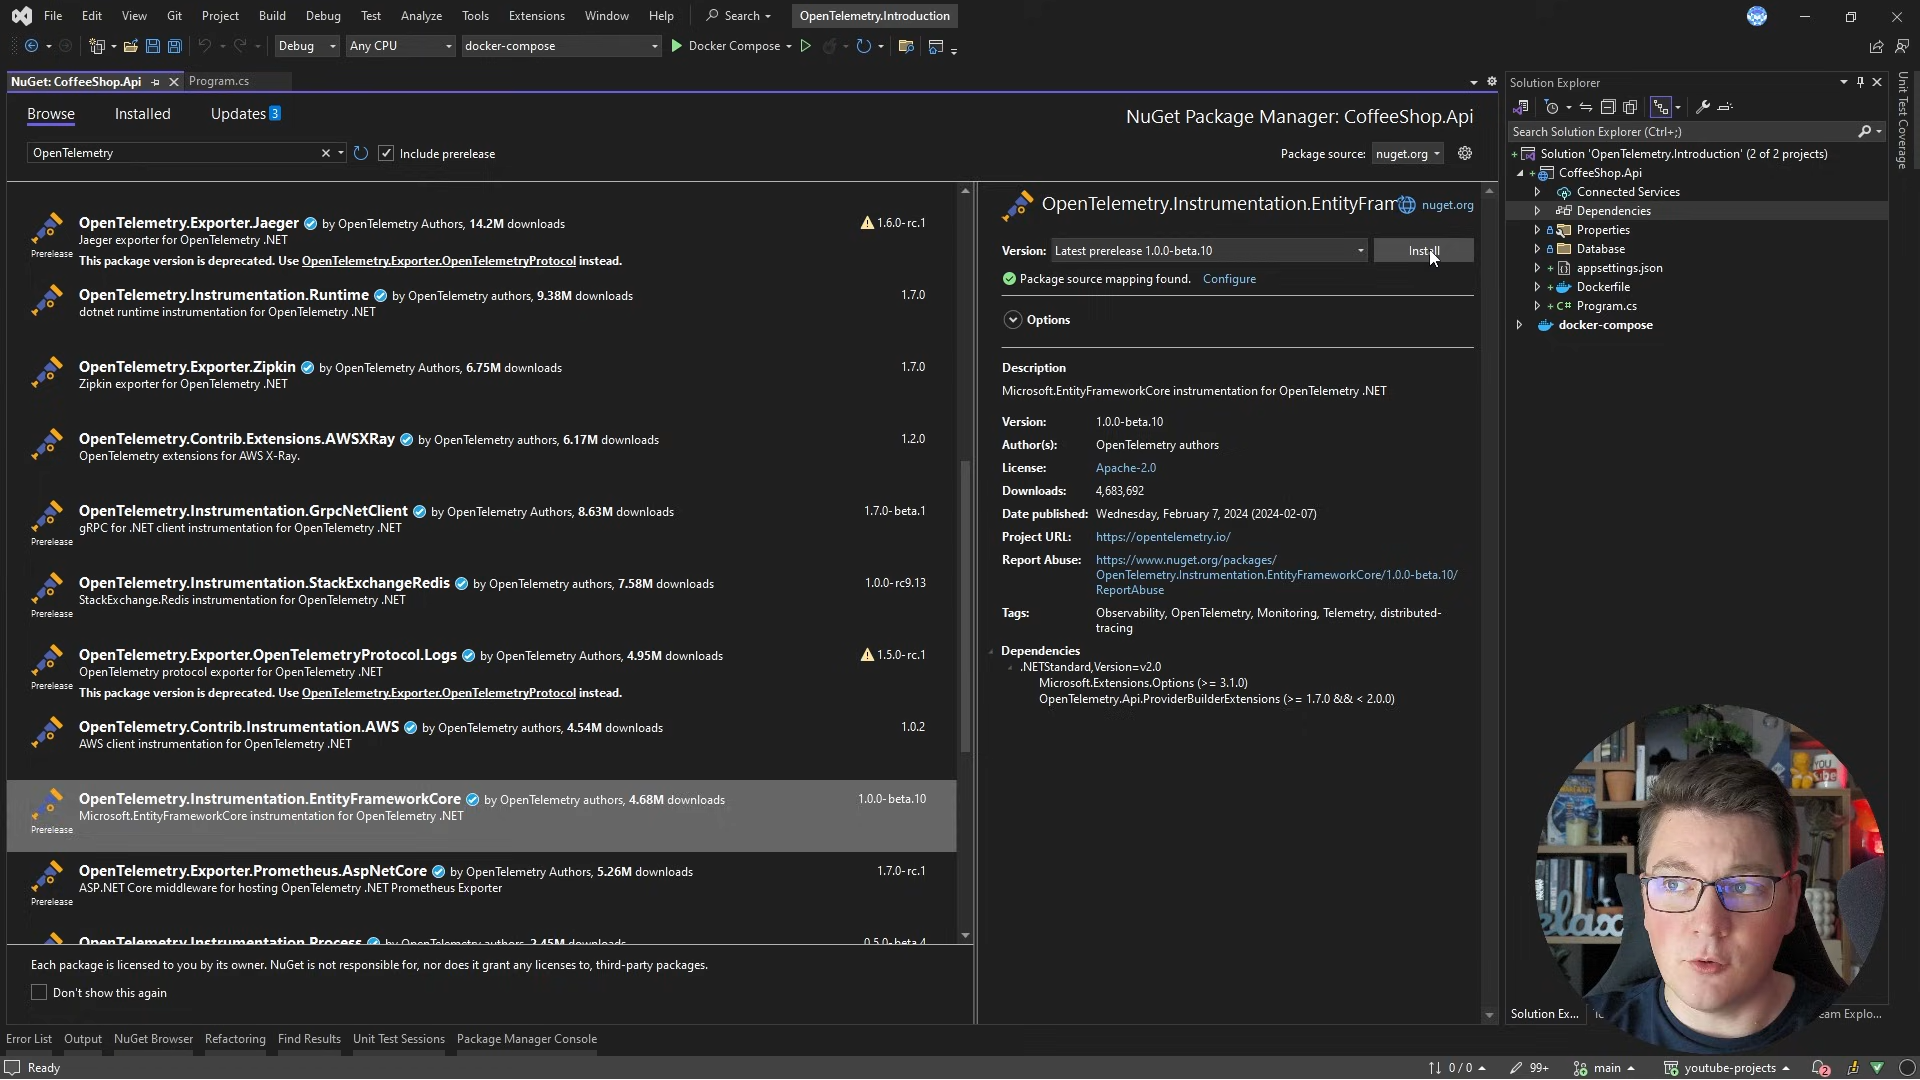 File Edit View Git Project Build Debug Test Analyze Tools Extensions Window Help Search OpenTelemetry.Introduction
Debug Any CPU docker-compose Docker Compose
NuGet: CoffeeShop.Api Program.cs
Browse Installed Updates 3
NuGet Package Manager: CoffeeShop.Api
OpenTelemetry Include prerelease
Package source: nuget.org
OpenTelemetry.Exporter.Jaeger by OpenTelemetry Authors, 14.2M downloads 1.6.0-rc.1
Jaeger exporter for OpenTelemetry .NET
Prerelease
This package version is deprecated. Use OpenTelemetry.Exporter.OpenTelemetryProtocol instead.
OpenTelemetry.Instrumentation.Runtime by OpenTelemetry authors, 9.38M downloads 1.7.0
dotnet runtime instrumentation for OpenTelemetry .NET
OpenTelemetry.Exporter.Zipkin by OpenTelemetry Authors, 6.75M downloads 1.7.0
Zipkin exporter for OpenTelemetry .NET
OpenTelemetry.Contrib.Extensions.AWSXRay by OpenTelemetry authors, 6.17M downloads 1.2.0
OpenTelemetry extensions for AWS X-Ray.
OpenTelemetry.Instrumentation.GrpcNetClient by OpenTelemetry Authors, 8.63M downloads 1.7.0-beta.1
gRPC for .NET client instrumentation for OpenTelemetry .NET
Prerelease
OpenTelemetry.Instrumentation.StackExchangeRedis by OpenTelemetry authors, 7.58M downloads 1.0.0-rc9.13
StackExchange.Redis instrumentation for OpenTelemetry .NET
Prerelease
OpenTelemetry.Exporter.OpenTelemetryProtocol.Logs by OpenTelemetry Authors, 4.95M downloads 1.5.0-rc.1
OpenTelemetry protocol exporter for OpenTelemetry .NET
Prerelease
This package version is deprecated. Use OpenTelemetry.Exporter.OpenTelemetryProtocol instead.
OpenTelemetry.Contrib.Instrumentation.AWS by OpenTelemetry authors, 4.54M downloads 1.0.2
AWS client instrumentation for OpenTelemetry .NET
OpenTelemetry.Instrumentation.EntityFrameworkCore by OpenTelemetry authors, 4.68M downloads 1.0.0-beta.10
Microsoft.EntityFrameworkCore instrumentation for OpenTelemetry .NET
Prerelease
OpenTelemetry.Exporter.Prometheus.AspNetCore by OpenTelemetry Authors, 5.26M downloads 1.7.0-rc.1
ASP.NET Core middleware for hosting OpenTelemetry .NET Prometheus Exporter
Prerelease
OpenTelemetry.Instrumentation.Process by OpenTelemetry authors, 2.45M downloads 0.5.0-beta.4
Each package is licensed to you by its owner. NuGet is not responsible for, nor does it grant any licenses to, third-party packages.
Don't show this again
OpenTelemetry.Instrumentation.EntityFram nuget.org
Version: Latest prerelease 1.0.0-beta.10 Install
Package source mapping found. Configure
Options
Description
Microsoft.EntityFrameworkCore instrumentation for OpenTelemetry .NET
Version: 1.0.0-beta.10
Author(s): OpenTelemetry authors
License: Apache-2.0
Downloads: 4,683,692
Date published: Wednesday, February 7, 2024 (2024-02-07)
Project URL: https://opentelemetry.io/
Report Abuse: https://www.nuget.org/packages/
OpenTelemetry.Instrumentation.EntityFrameworkCore/1.0.0-beta.10/
ReportAbuse
Tags: Observability, OpenTelemetry, Monitoring, Telemetry, distributed-
tracing
Dependencies
.NETStandard,Version=v2.0
Microsoft.Extensions.Options (>= 3.1.0)
OpenTelemetry.Api.ProviderBuilderExtensions (>= 1.7.0 && < 2.0.0)
Solution Explorer
Search Solution Explorer (Ctrl+;)
Solution 'OpenTelemetry.Introduction' (2 of 2 projects)
CoffeeShop.Api
Connected Services
Dependencies
Properties
Database
appsettings.json
Dockerfile
C# Program.cs
docker-compose
Unit Test Coverage
relax
Solution Ex... eam Explo...
Error List Output NuGet Browser Refactoring Find Results Unit Test Sessions Package Manager Console
Ready 0 / 0 99+ main youtube-projects 2